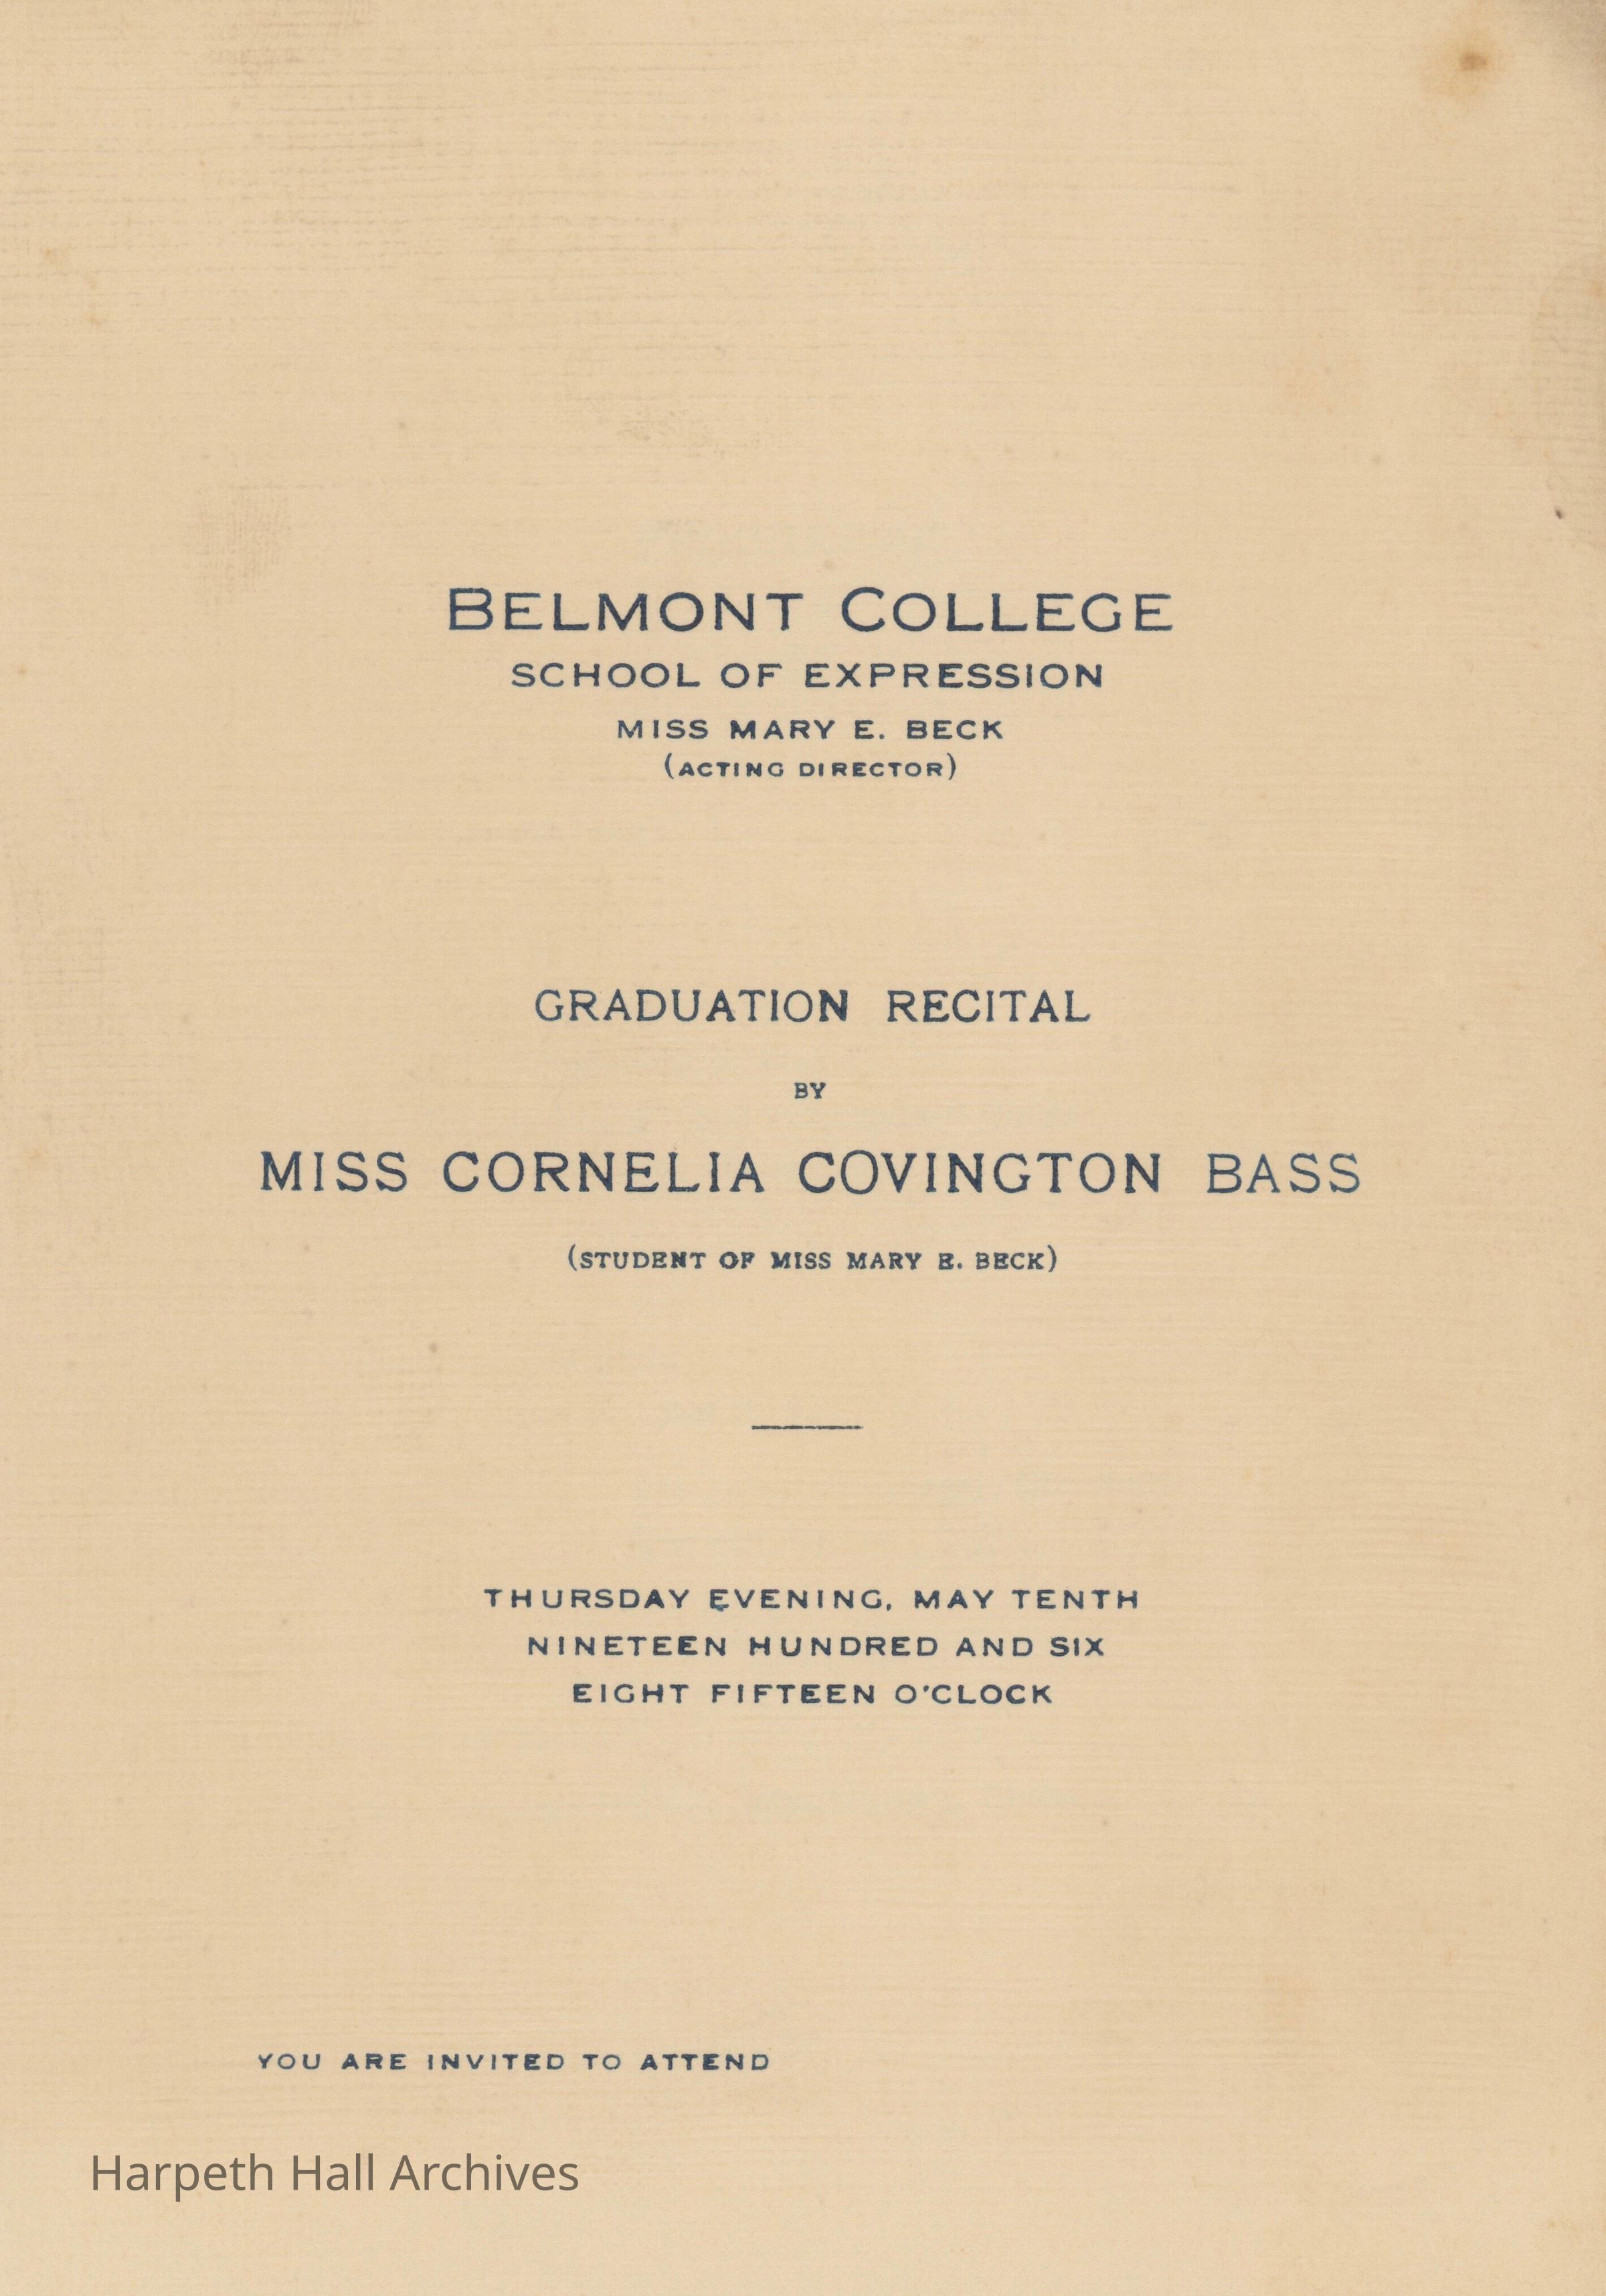 BELMONT COLLEGE
SCHOOL OF EXPRESSION
MISS MARY E. BECK
(ACTING DIRECTOR)
GRADUATION RECITAL
BY
MISS CORNELIA COVINGTON BASS
(STUDENT OF MISS MARY E. BECK)
THURSDAY EVENING, MAY TENTH
NINETEEN HUNDRED AND SIX
EIGHT FIFTEEN O'CLOCK
YOU ARE INVITED TO ATTEND
Harpeth Hall Archives